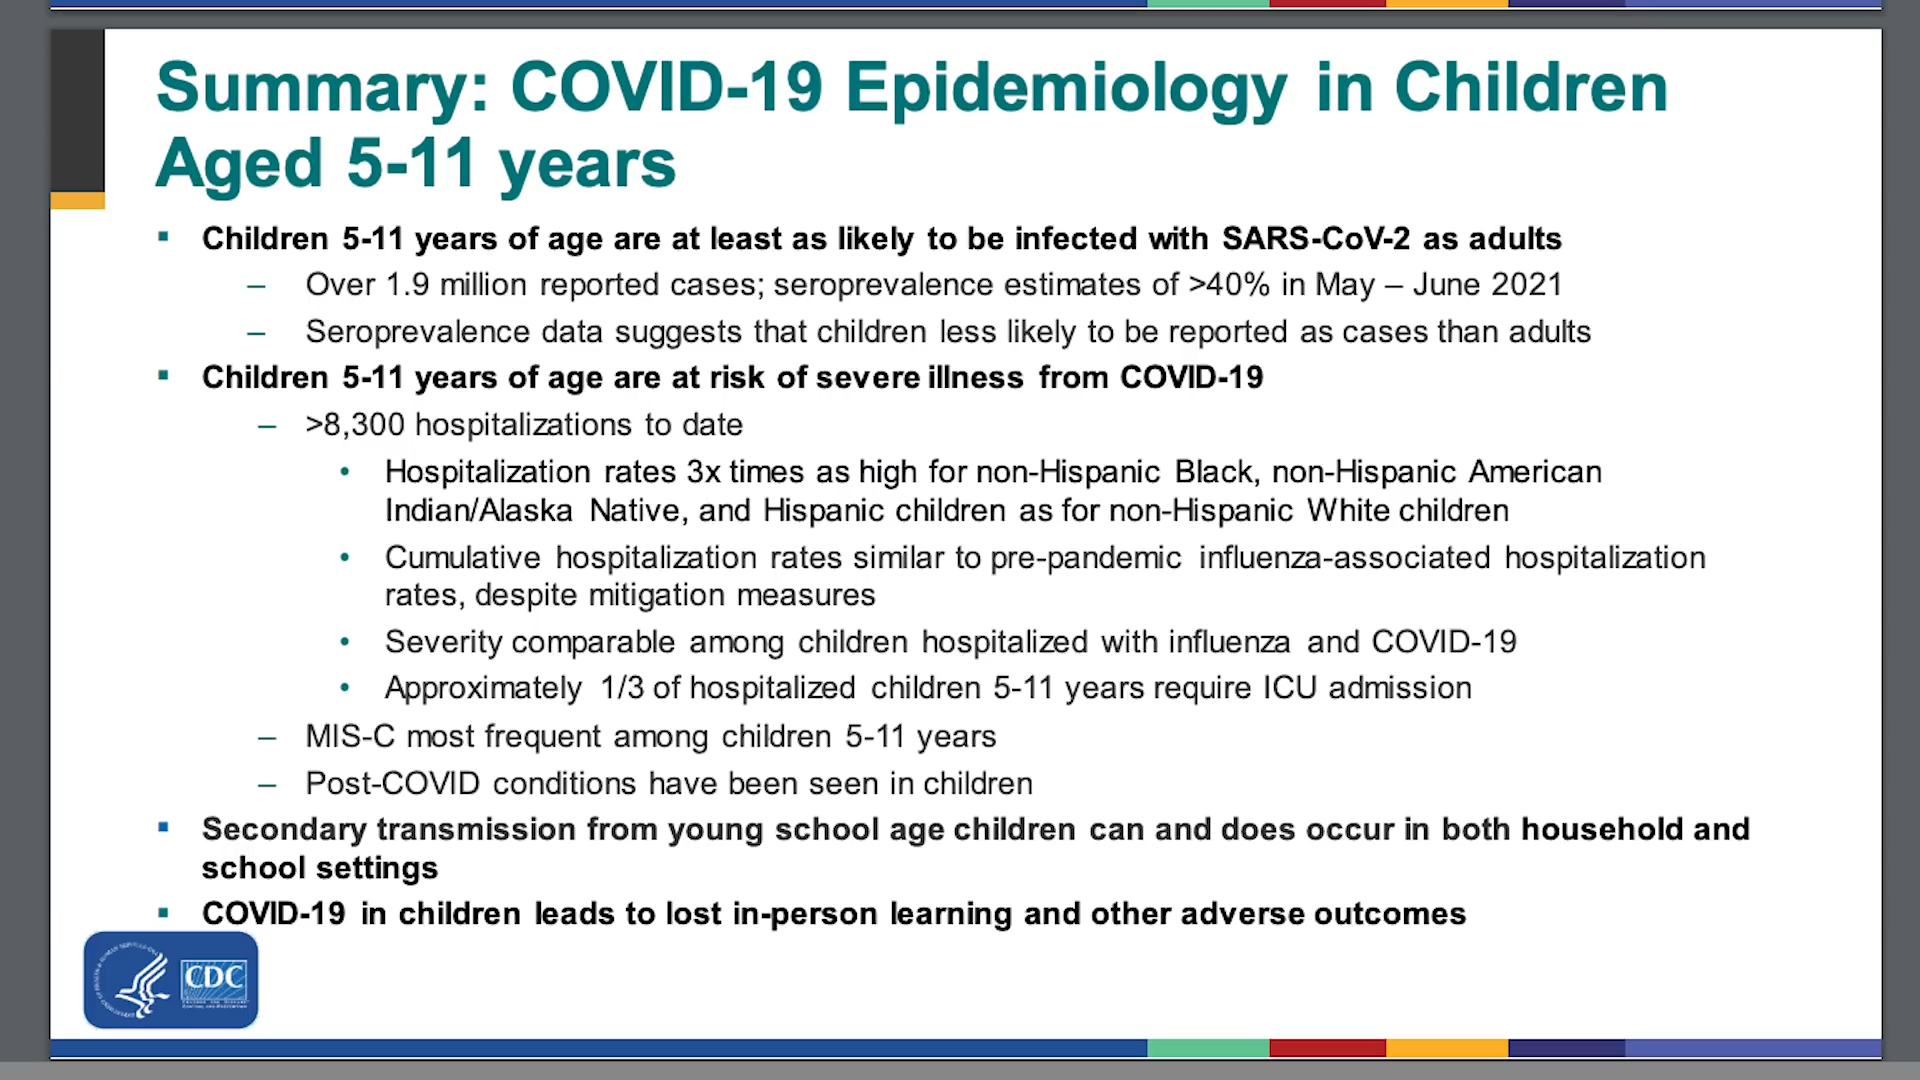 Summary: COVID-19 Epidemiology in Children
Aged 5-11 years
▪ Children 5-11 years of age are at least as likely to be infected with SARS-CoV-2 as adults
– Over 1.9 million reported cases; seroprevalence estimates of >40% in May – June 2021
– Seroprevalence data suggests that children less likely to be reported as cases than adults
▪ Children 5-11 years of age are at risk of severe illness from COVID-19
– >8,300 hospitalizations to date
• Hospitalization rates 3x times as high for non-Hispanic Black, non-Hispanic American
Indian/Alaska Native, and Hispanic children as for non-Hispanic White children
• Cumulative hospitalization rates similar to pre-pandemic influenza-associated hospitalization
rates, despite mitigation measures
• Severity comparable among children hospitalized with influenza and COVID-19
• Approximately 1/3 of hospitalized children 5-11 years require ICU admission
– MIS-C most frequent among children 5-11 years
– Post-COVID conditions have been seen in children
▪ Secondary transmission from young school age children can and does occur in both household and
school settings
▪ COVID-19 in children leads to lost in-person learning and other adverse outcomes
CDC